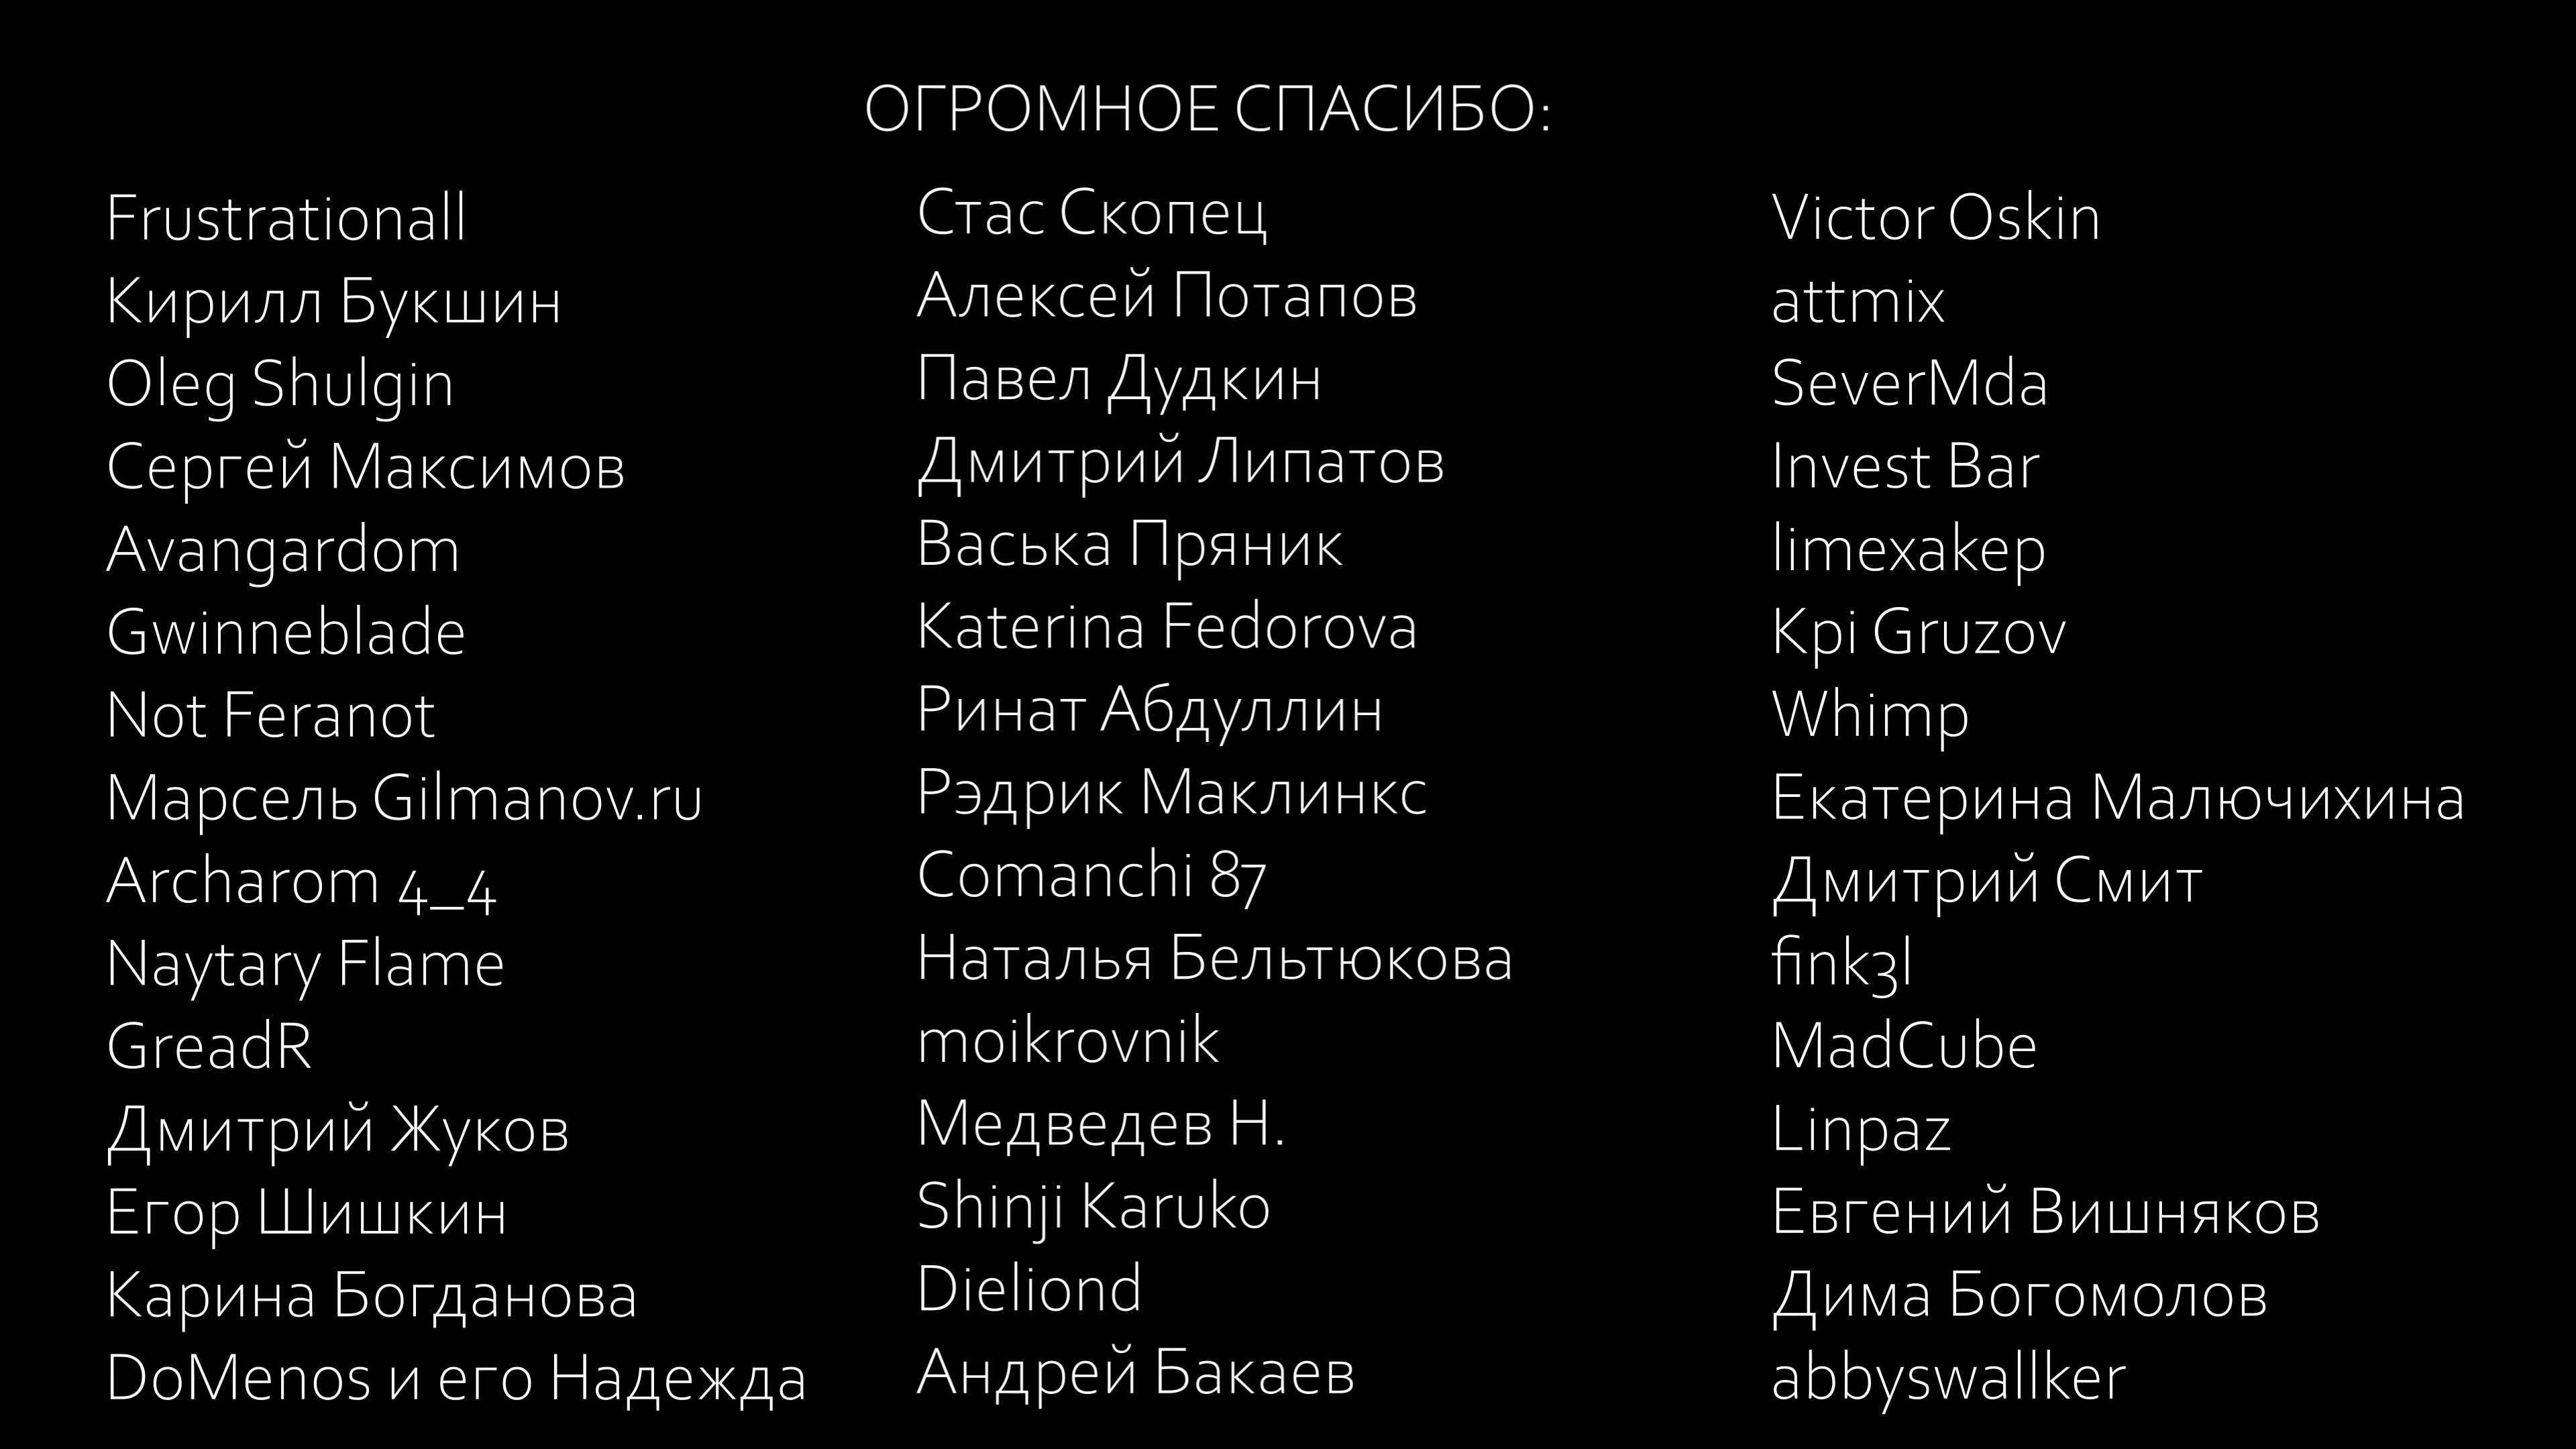 ОГРОМНОЕ СПАСИБО:
Frustrationall
Кирилл Букшин
Oleg Shulgin
Сергей Максимов
Avangardom
Gwinneblade
Not Feranot
Марсель Gilmanov.ru
Archarom 4_4
Naytary Flame
GreadR
Дмитрий Жуков
Егор Шишкин
Карина Богданова
DoMenos и его Надежда
Стас Скопец
Алексей Потапов
Павел Дудкин
Дмитрий Липатов
Васька Пряник
Katerina Fedorova
Ринат Абдуллин
Рэдрик Маклинкс
Comanchi 87
Наталья Бельтюкова
moikrovnik
Медведев Н.
Shinji Karuko
Dieliond
Андрей Бакаев
Victor Oskin
attmix
SeverMda
Invest Bar
limexakep
Kpi Gruzov
Whimp
Екатерина Малючихина
Дмитрий Смит
fink3l
MadCube
Linpaz
Евгений Вишняков
Дима Богомолов
abbyswallker